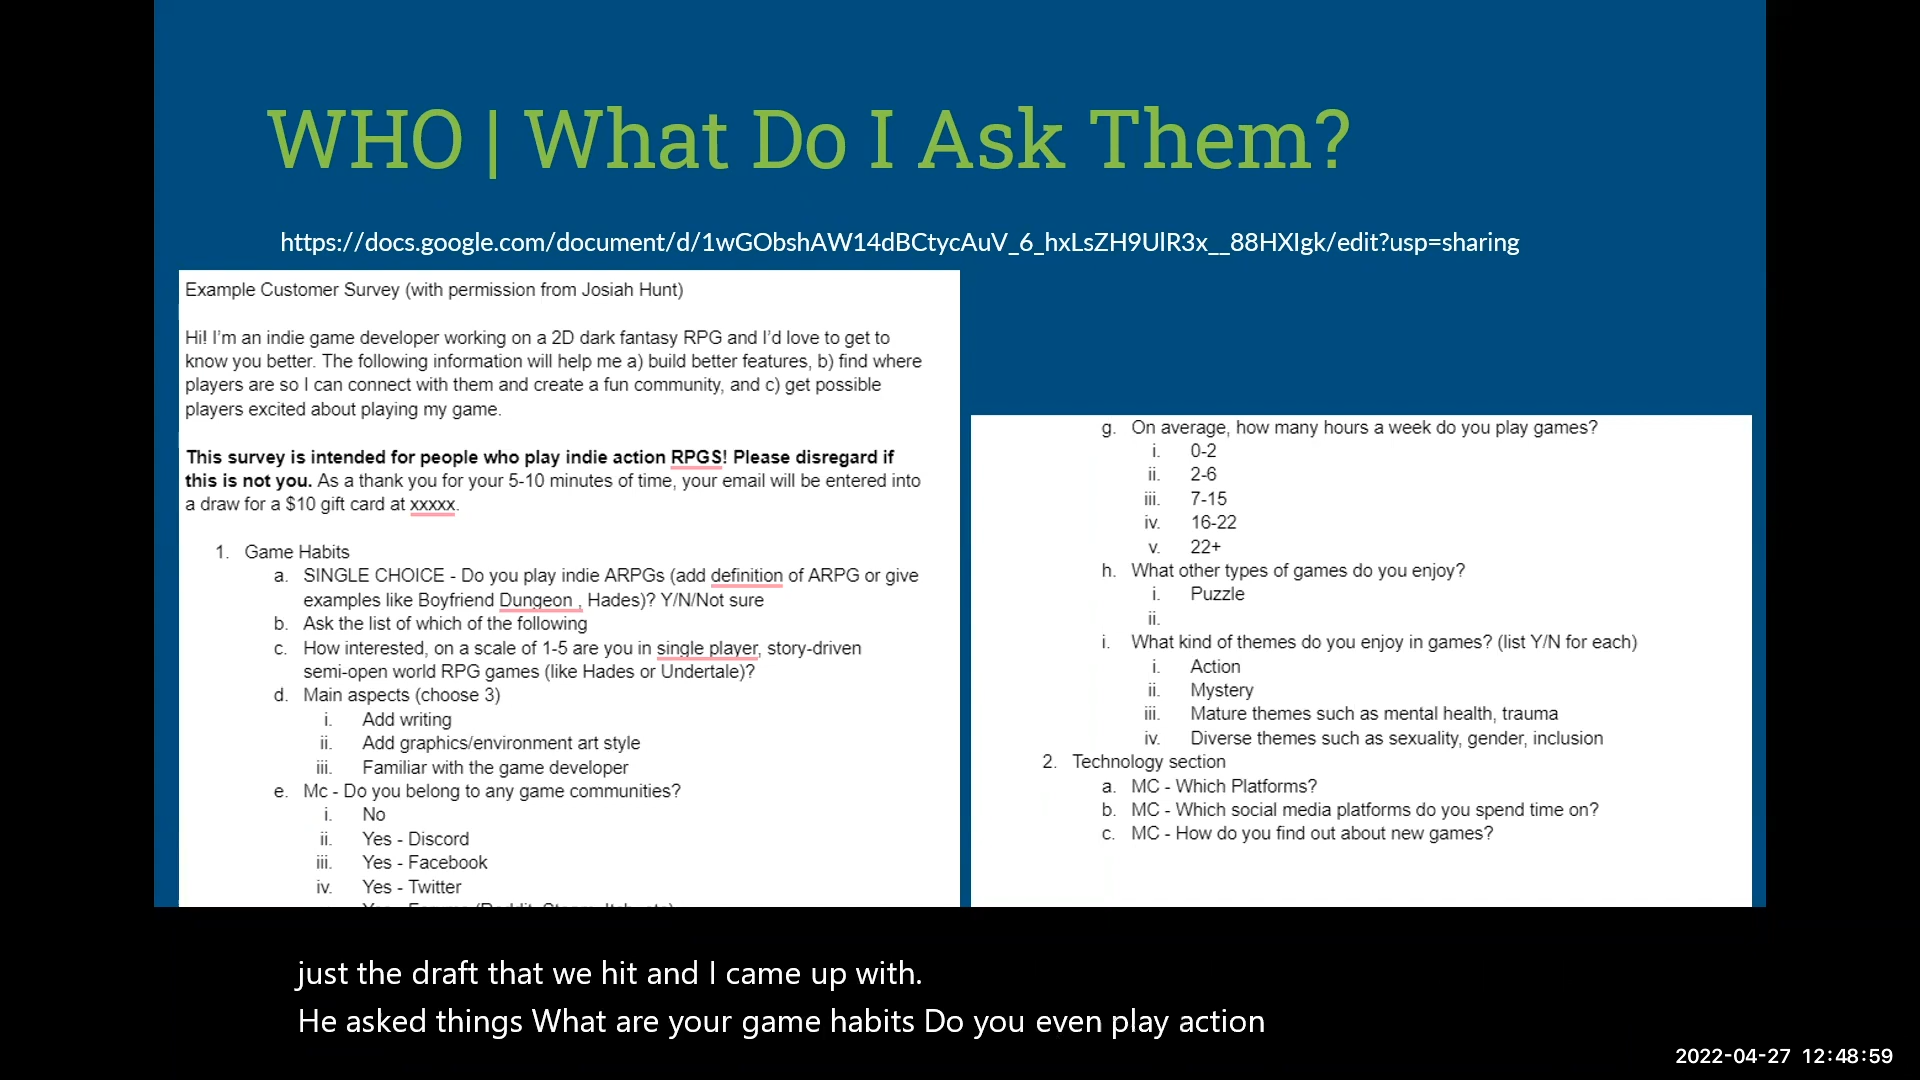 WHO | What Do I Ask Them?
https://docs.google.com/document/d/1wGObshAW14dBCtycAuV_6_hxLsZH9UlR3x__88HXIgk/edit?usp=sharing
Example Customer Survey (with permission from Josiah Hunt)
Hi! I'm an indie game developer working on a 2D dark fantasy RPG and I'd love to get to
know you better. The following information will help me a) build better features, b) find where
players are so I can connect with them and create a fun community, and c) get possible
players excited about playing my game.
This survey is intended for people who play indie action RPGS! Please disregard if
this is not you. As a thank you for your 5-10 minutes of time, your email will be entered into
a draw for a $10 gift card at xxxxx.
1. Game Habits
a. SINGLE CHOICE - Do you play indie ARPGs (add definition of ARPG or give
examples like Boyfriend Dungeon , Hades)? Y/N/Not sure
b. Ask the list of which of the following
c. How interested, on a scale of 1-5 are you in single player, story-driven
semi-open world RPG games (like Hades or Undertale)?
d. Main aspects (choose 3)
i. Add writing
ii. Add graphics/environment art style
iii. Familiar with the game developer
e. Mc - Do you belong to any game communities?
i. No
ii. Yes - Discord
iii. Yes - Facebook
iv. Yes - Twitter
Yes - Forums (Reddit, Steam, Itch, etc)
g. On average, how many hours a week do you play games?
i. 0-2
ii. 2-6
iii. 7-15
iv. 16-22
v. 22+
h. What other types of games do you enjoy?
i. Puzzle
ii.
i. What kind of themes do you enjoy in games? (list Y/N for each)
i. Action
ii. Mystery
iii. Mature themes such as mental health, trauma
iv. Diverse themes such as sexuality, gender, inclusion
2. Technology section
a. MC - Which Platforms?
b. MC - Which social media platforms do you spend time on?
c. MC - How do you find out about new games?
just the draft that we hit and I came up with.
He asked things What are your game habits Do you even play action
2022-04-27 12:48:59